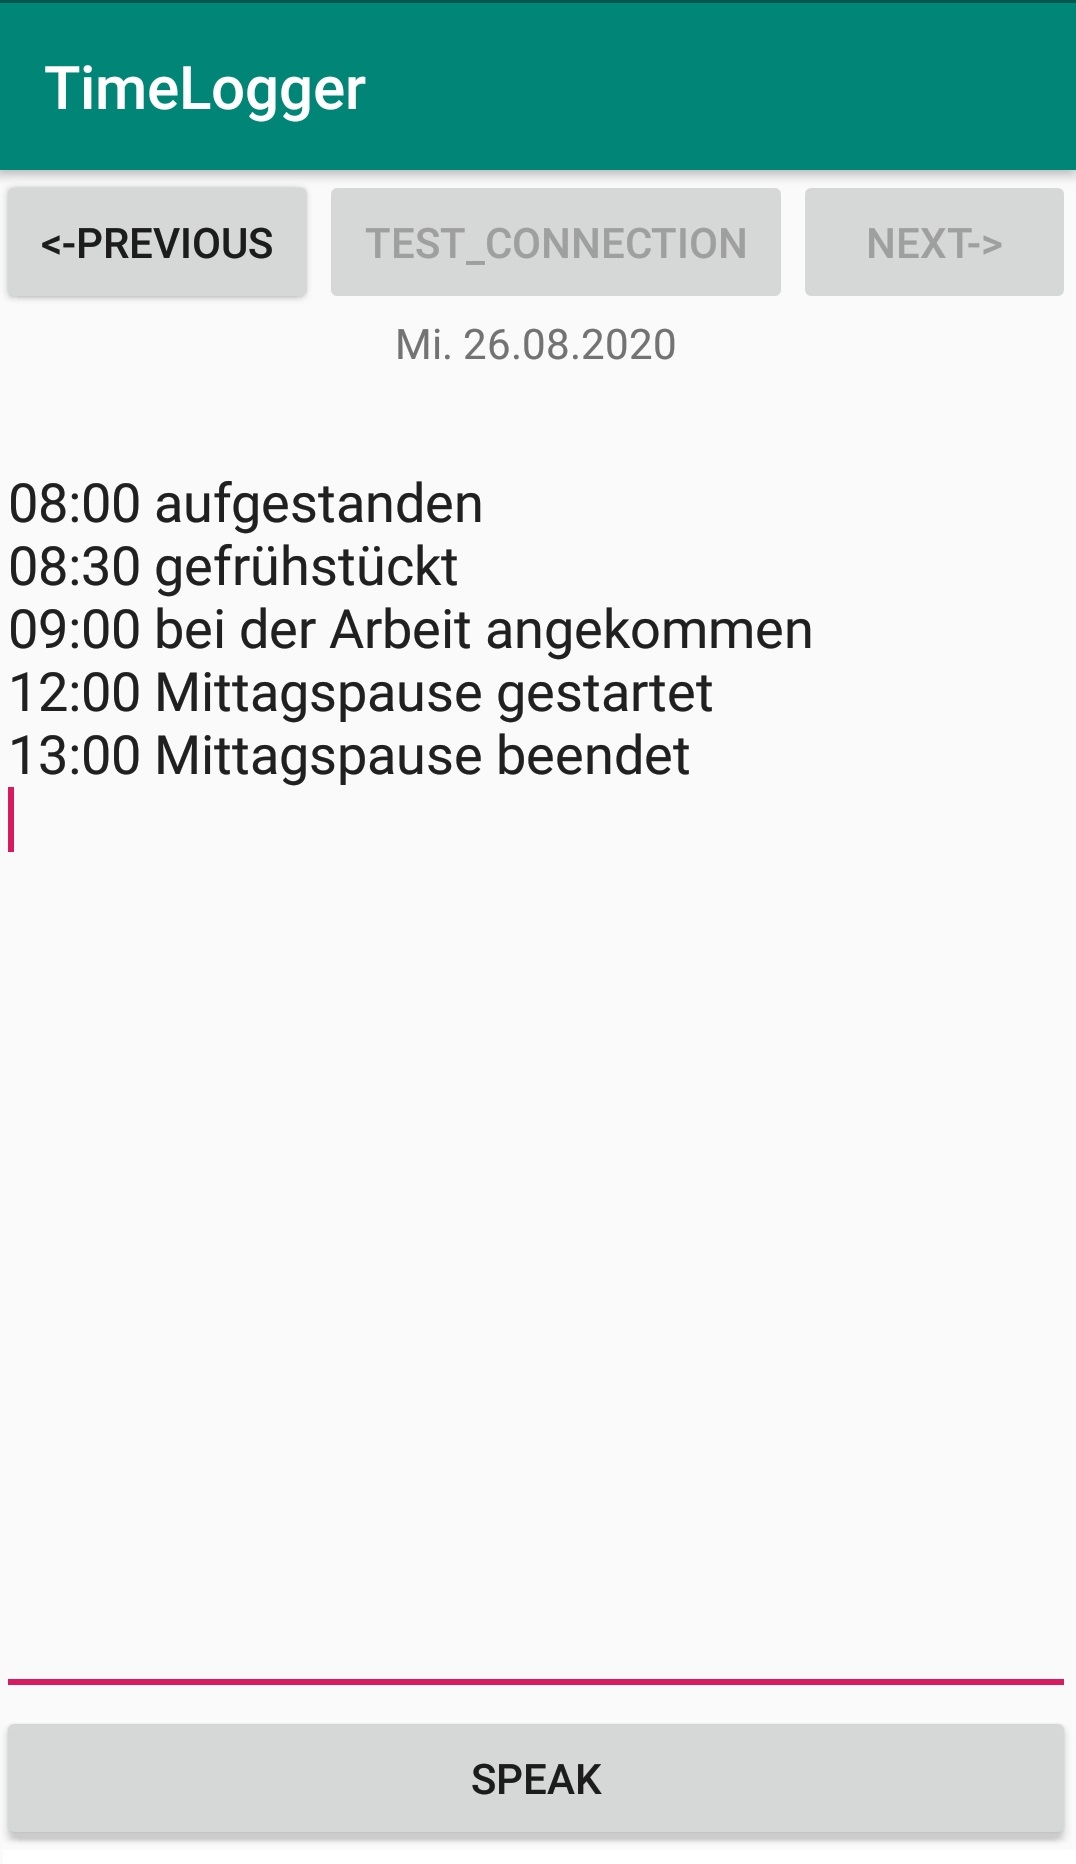 TimeLogger
<-PREVIOUS TEST_CONNECTION NEXT->
Mi. 26.08.2020
08:00 aufgestanden
08:30 gefrühstückt
09:00 bei der Arbeit angekommen
12:00 Mittagspause gestartet
13:00 Mittagspause beendet
SPEAK